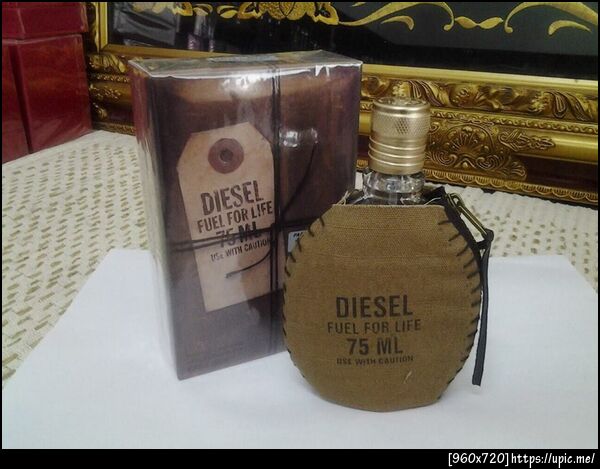 DIESEL
FUEL FOR LIFE
75 ML
USE WITH CAUTION
DIESEL
FUEL FOR LIFE
75 ML
USE WITH CAUTION
[960x720]https://upic.me/